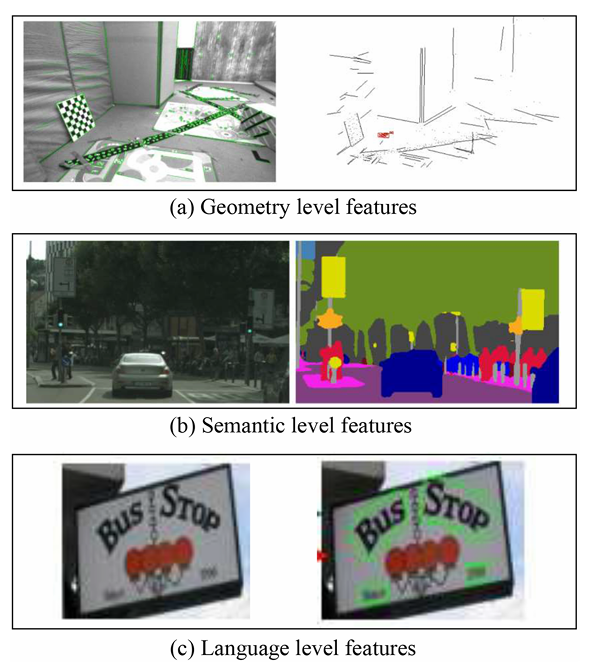 (a) Geometry level features
(b) Semantic level features
BUS STOP
BUS STOP
(c) Language level features